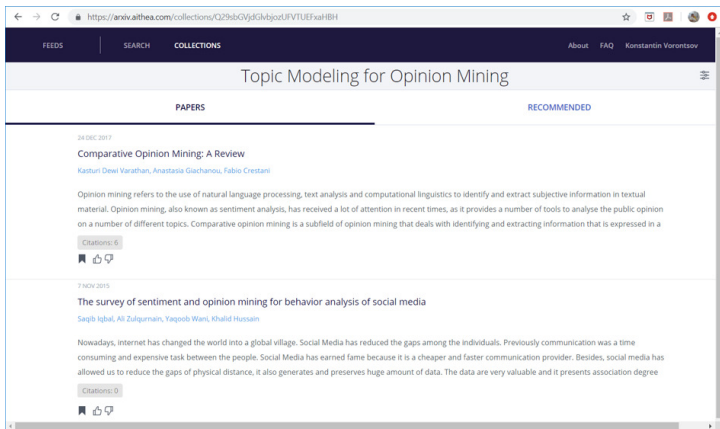 https://arxiv.aithea.com/collections/Q29sbGVjdGlvbjozUFVTUEFxaHBH
FEEDS
SEARCH
COLLECTIONS
About
FAQ
Konstantin Vorontsov
Topic Modeling for Opinion Mining
PAPERS
RECOMMENDED
24 DEC 2017
Comparative Opinion Mining: A Review
Kasturi Dewi Varathan, Anastasia Giachanou, Fabio Crestani
Opinion mining refers to the use of natural language processing, text analysis and computational linguistics to identify and extract subjective information in textual
material. Opinion mining, also known as sentiment analysis, has received a lot of attention in recent times, as it provides a number of tools to analyse the public opinion
on a number of different topics. Comparative opinion mining is a subfield of opinion mining that deals with identifying and extracting information that is expressed in a
Citations: 6
7 NOV 2015
The survey of sentiment and opinion mining for behavior analysis of social media
Saqib Iqbal, Ali Zulqurnain, Yaqoob Wani, Khalid Hussain
Nowadays, internet has changed the world into a global village. Social Media has reduced the gaps among the individuals. Previously communication was a time
consuming and expensive task between the people. Social Media has earned fame because it is a cheaper and faster communication provider. Besides, social media has
allowed us to reduce the gaps of physical distance, it also generates and preserves huge amount of data. The data are very valuable and it presents association degree
Citations: 0